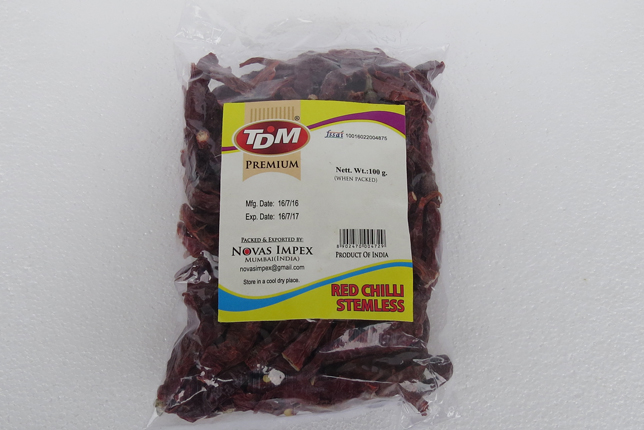 TDM®
PREMIUM
fssai 10016022004875
Nett. Wt.:100 g.
(WHEN PACKED)
Mfg. Date: 16/7/16
Exp. Date: 16/7/17
PACKED & EXPORTED BY:
NOVAS IMPEX
MUMBAI(INDIA)
novasimpex@gmail.com
Store in a cool dry place.
PRODUCT OF INDIA
RED CHILLI
STEMLESS